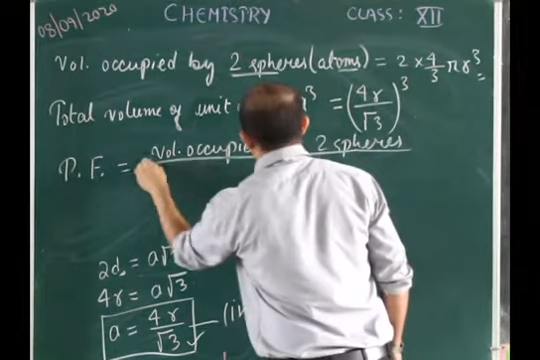 08/09/2020 CHEMISTRY CLASS: XII
Vol. occupied by 2 spheres (atoms) = 2 × 4/3 πr³
Total volume of unit ³ = (4r/√3)³
P.F. = Vol. occupied 2 spheres
2d = a√3
4r = a√3
a = 4r/√3